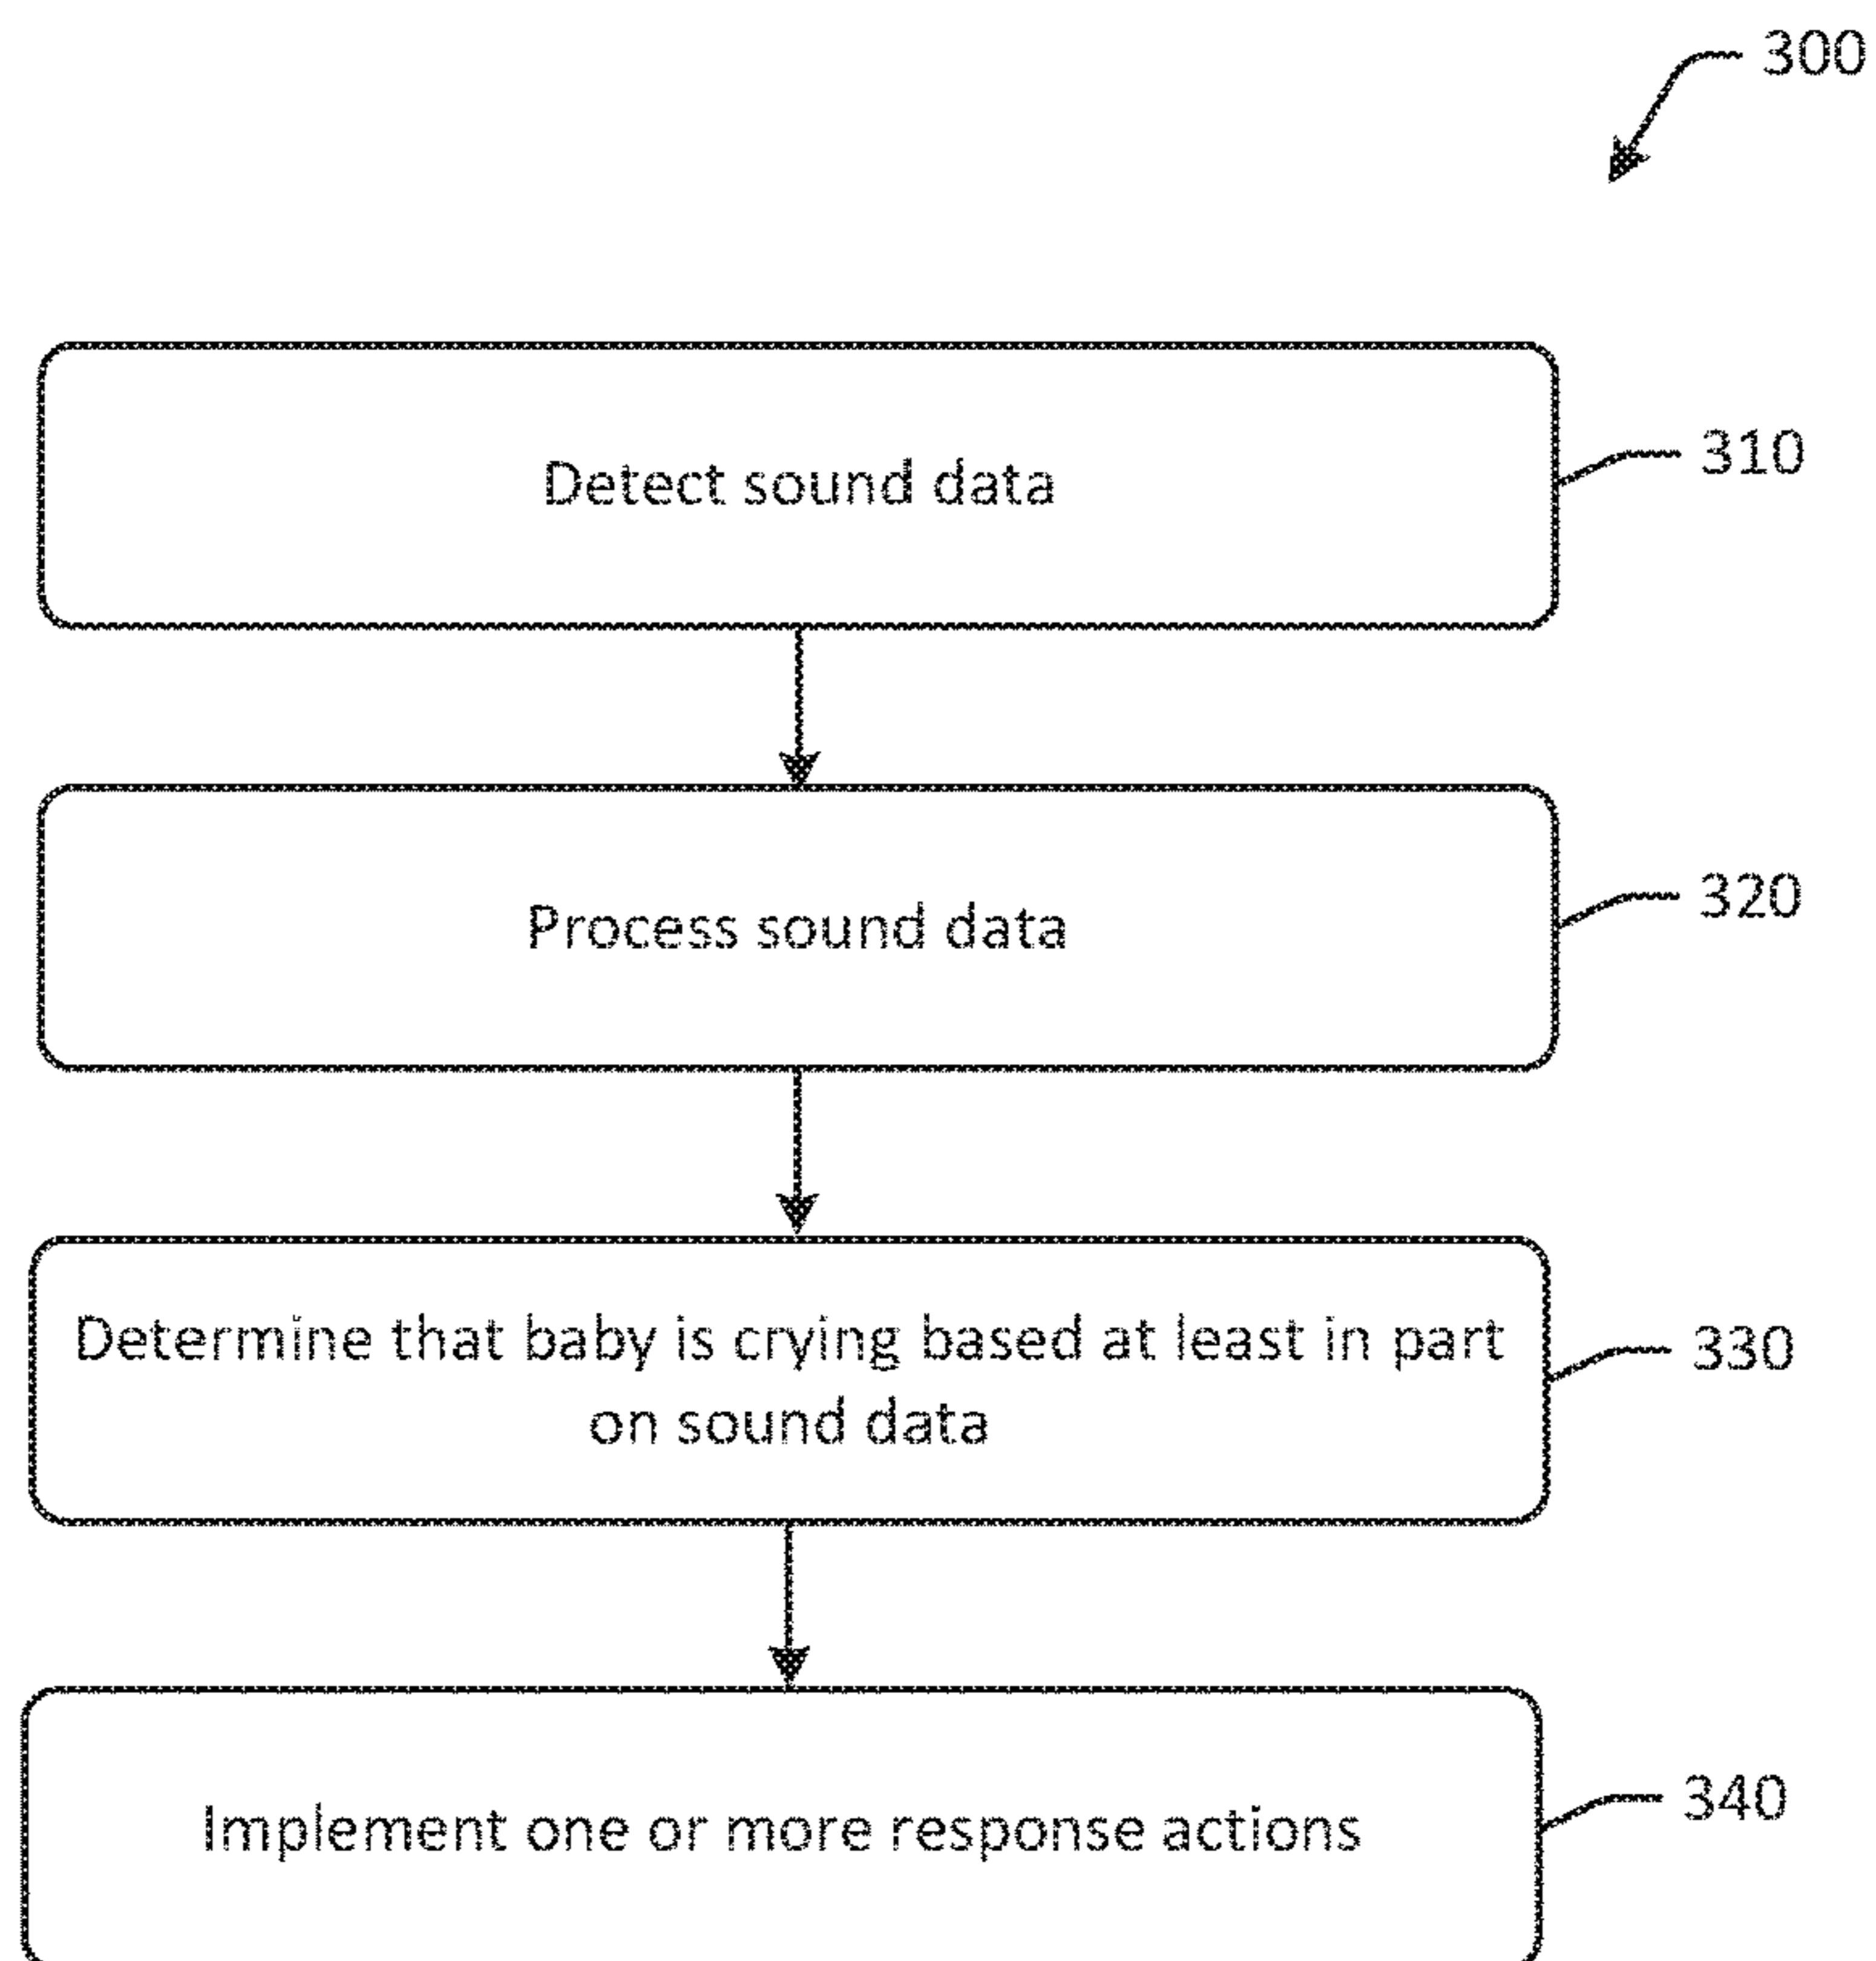 300
Detect sound data
310
Process sound data
320
Determine that baby is crying based at least in part
on sound data
330
Implement one or more response actions
340